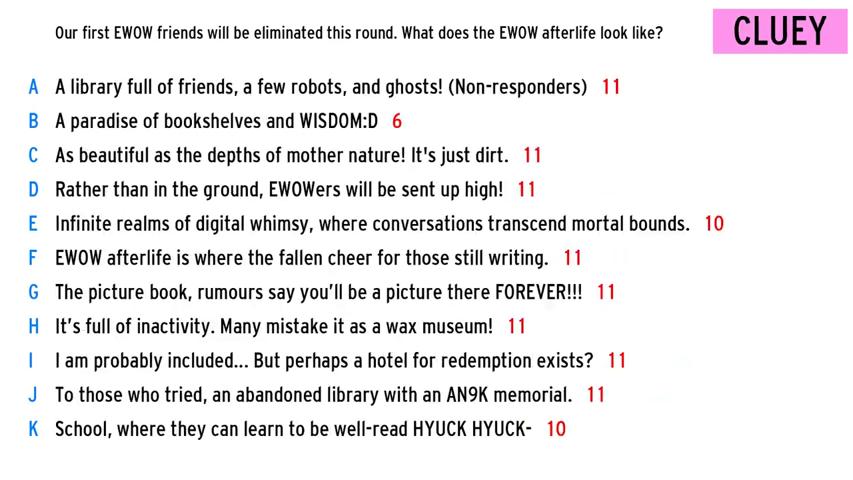 Our first EWOW friends will be eliminated this round. What does the EWOW afterlife look like?
CLUEY
A A library full of friends, a few robots, and ghosts! (Non-responders) 11
B A paradise of bookshelves and WISDOM:D 6
C As beautiful as the depths of mother nature! It's just dirt. 11
D Rather than in the ground, EWOWers will be sent up high! 11
E Infinite realms of digital whimsy, where conversations transcend mortal bounds. 10
F EWOW afterlife is where the fallen cheer for those still writing. 11
G The picture book, rumours say you'll be a picture there FOREVER!!! 11
H It's full of inactivity. Many mistake it as a wax museum! 11
I I am probably included... But perhaps a hotel for redemption exists? 11
J To those who tried, an abandoned library with an AN9K memorial. 11
K School, where they can learn to be well-read HYUCK HYUCK- 10